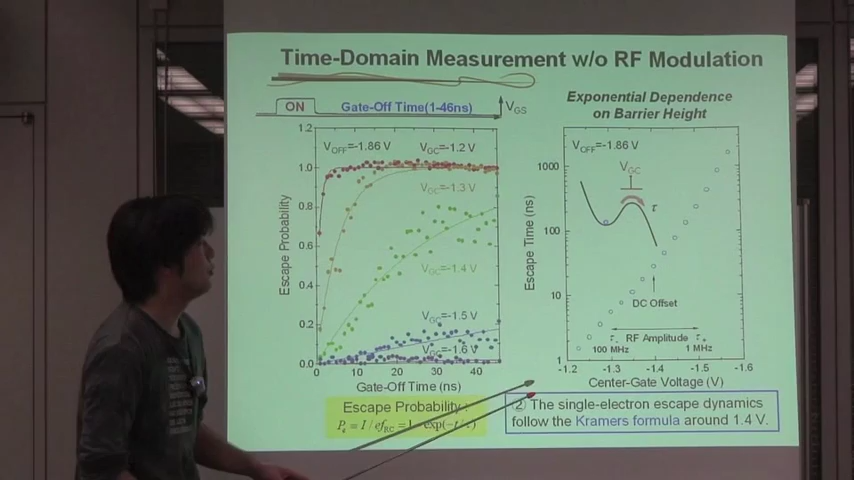 Time-Domain Measurement w/o RF Modulation
ON
Gate-Off Time(1-46ns)
VGS
Exponential Dependence
on Barrier Height
1.2
1.0
0.8
0.6
0.4
0.2
0.0
Escape Probability
VOFF=-1.86 V
VGC=-1.2 V
VGC=-1.3 V
VGC=-1.4 V
VGC=-1.5 V
VGC=-1.6 V
0 10 20 30 40
Gate-Off Time (ns)
1000
100
10
1
Escape Time (ns)
VOFF=-1.86 V
VGC
τ
DC Offset
RF Amplitude
100 MHz
1 MHz
-1.2 -1.3 -1.4 -1.5 -1.6
Center-Gate Voltage (V)
Escape Probability :
② The single-electron escape dynamics
follow the Kramers formula around 1.4 V.